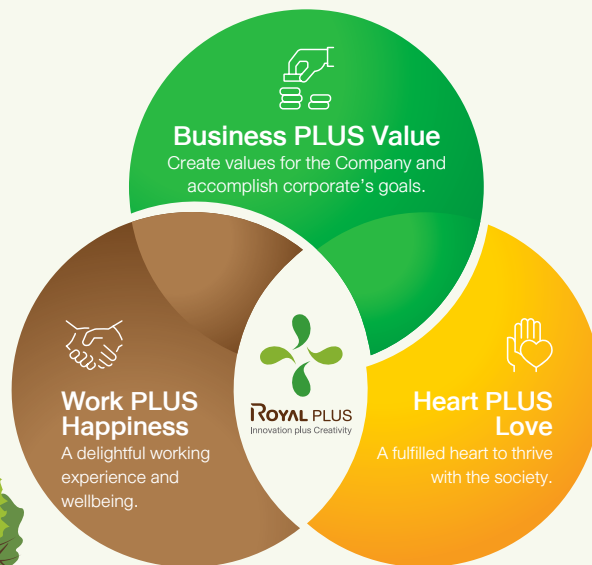 Business PLUS Value
Create values for the Company and
accomplish corporate's goals.
Work PLUS
Happiness
A delightful working
experience and
wellbeing.
ROYAL PLUS
Innovation plus Creativity
Heart PLUS
Love
A fulfilled heart to thrive
with the society.